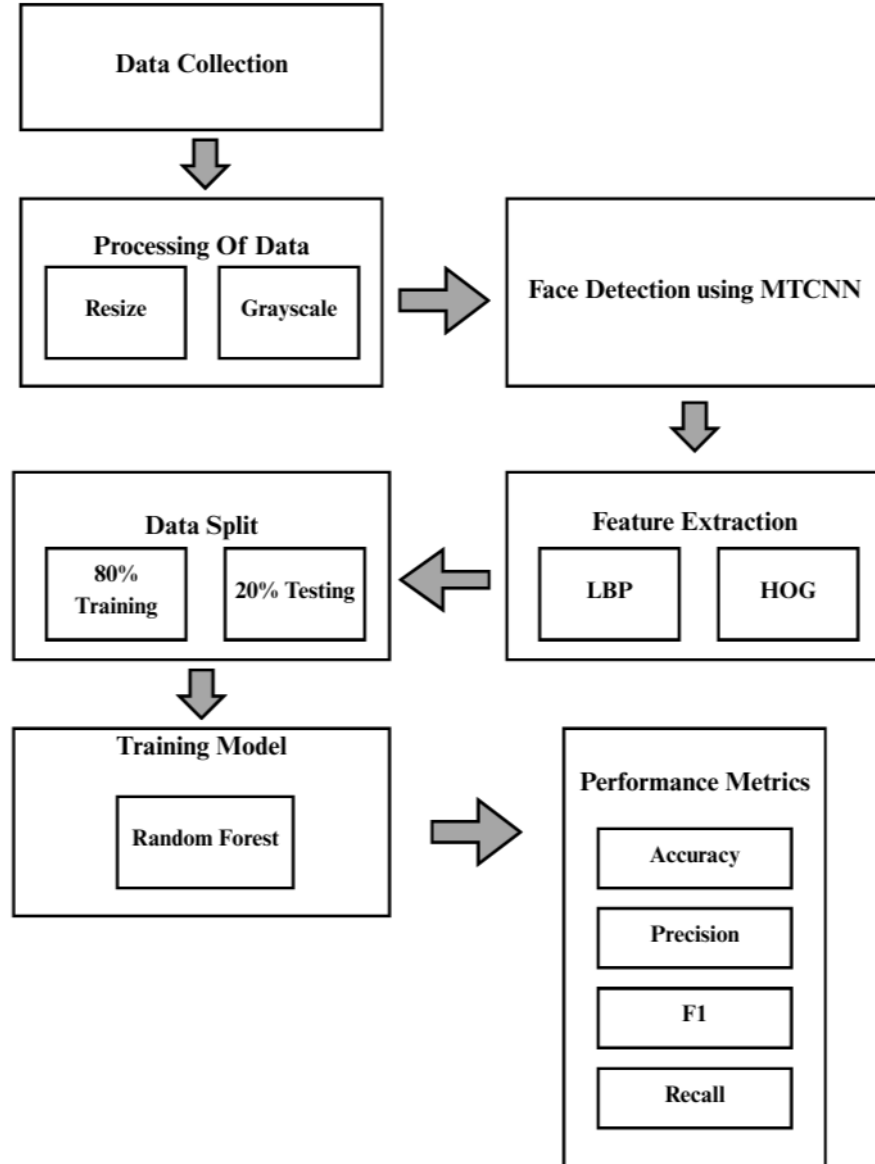 Data Collection
Processing Of Data
Resize
Grayscale
Face Detection using MTCNN
Feature Extraction
LBP
HOG
Data Split
80%
Training
20% Testing
Training Model
Random Forest
Performance Metrics
Accuracy
Precision
F1
Recall